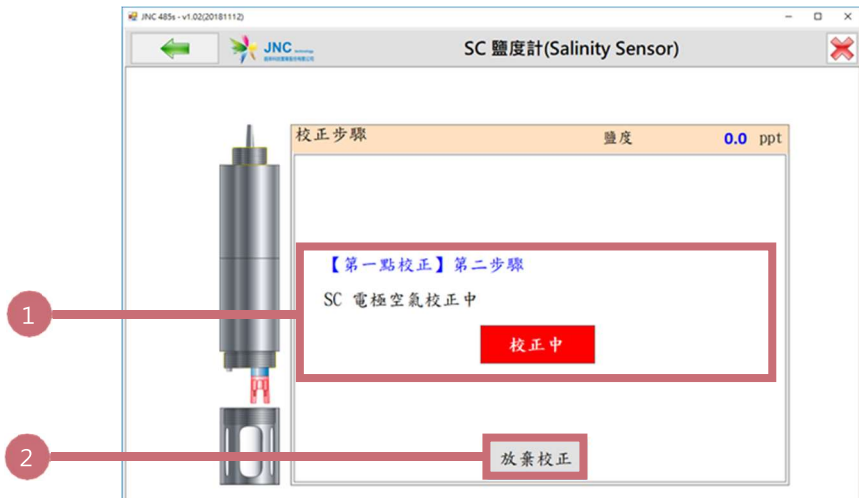 JNC 485s - v1.02(20181112)
JNC technology
SC 鹽度計(Salinity Sensor)
校正步驟 鹽度 0.0 ppt
【第一點校正】第二步驟
SC 電極空氣校正中
1
校正中
2
放棄校正